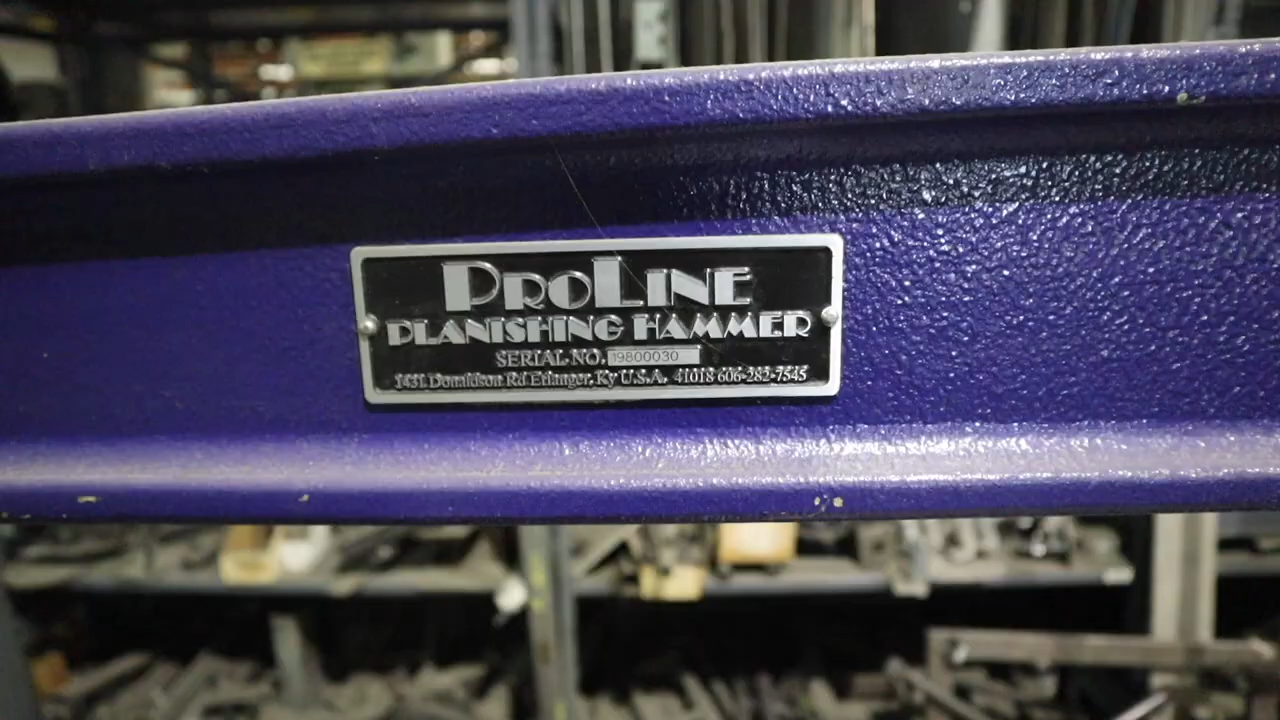 PROLINE
PLANISHING HAMMER
SERIAL NO. 19800030
1431 Donaldson Rd Erlanger, Ky U.S.A. 41018 606-282-7545